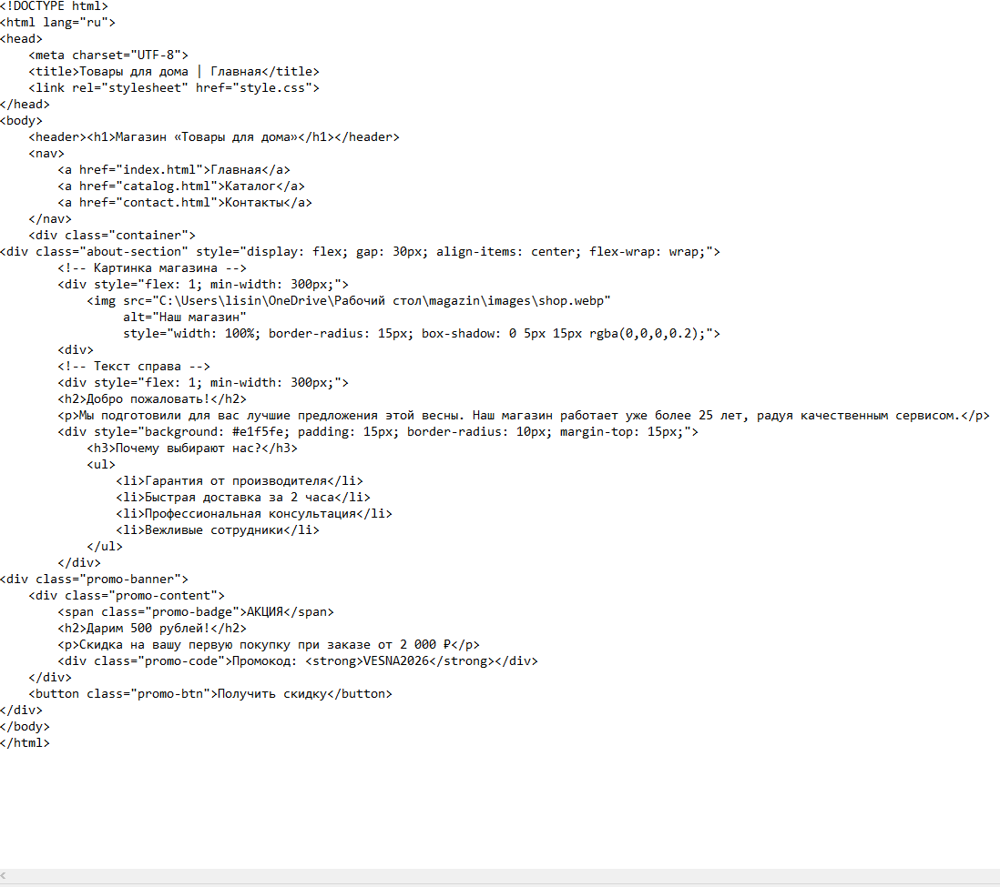 <!DOCTYPE html>
<html lang="ru">
<head>
    <meta charset="UTF-8">
    <title>Товары для дома | Главная</title>
    <link rel="stylesheet" href="style.css">
</head>
<body>
    <header><h1>Магазин «Товары для дома»</h1></header>
    <nav>
        <a href="index.html">Главная</a>
        <a href="catalog.html">Каталог</a>
        <a href="contact.html">Контакты</a>
    </nav>
    <div class="container">
<div class="about-section" style="display: flex; gap: 30px; align-items: center; flex-wrap: wrap;">
        <!-- Картинка магазина -->
        <div style="flex: 1; min-width: 300px;">
            <img src="C:\Users\lisin\OneDrive\Рабочий стол\magazin\images\shop.webp"
                 alt="Наш магазин"
                 style="width: 100%; border-radius: 15px; box-shadow: 0 5px 15px rgba(0,0,0,0.2);">
        <div>
        <!-- Текст справа -->
        <div style="flex: 1; min-width: 300px;">
        <h2>Добро пожаловать!</h2>
        <p>Мы подготовили для вас лучшие предложения этой весны. Наш магазин работает уже более 25 лет, радуя качественным сервисом.</p>
        <div style="background: #e1f5fe; padding: 15px; border-radius: 10px; margin-top: 15px;">
            <h3>Почему выбирают нас?</h3>
            <ul>
                <li>Гарантия от производителя</li>
                <li>Быстрая доставка за 2 часа</li>
                <li>Профессиональная консультация</li>
                <li>Вежливые сотрудники</li>
            </ul>
        </div>
<div class="promo-banner">
    <div class="promo-content">
        <span class="promo-badge">АКЦИЯ</span>
        <h2>Дарим 500 рублей!</h2>
        <p>Скидка на вашу первую покупку при заказе от 2 000 ₽</p>
        <div class="promo-code">Промокод: <strong>VESNA2026</strong></div>
    </div>
    <button class="promo-btn">Получить скидку</button>
</div>
</body>
</html>